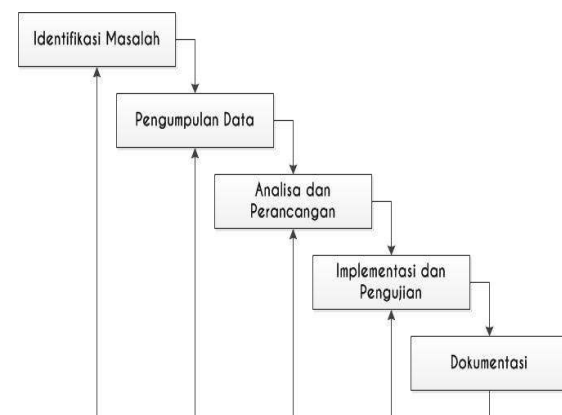 Identifikasi Masalah
Pengumpulan Data
Analisa dan
Perancangan
Implementasi dan
Pengujian
Dokumentasi